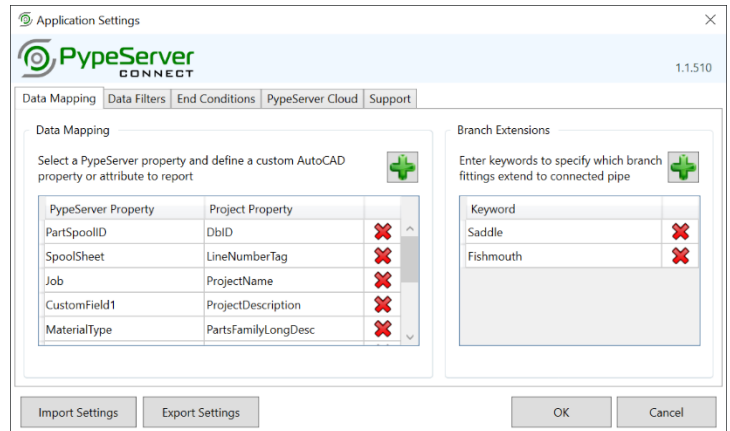 Application Settings
PypeServer
CONNECT
1.1.510
Data Mapping Data Filters End Conditions PypeServer Cloud Support
Data Mapping
Select a PypeServer property and define a custom AutoCAD
property or attribute to report
PypeServer Property Project Property
PartSpoolID DbID
SpoolSheet LineNumberTag
Job ProjectName
CustomField1 ProjectDescription
MaterialType PartsFamilyLongDesc
Branch Extensions
Enter keywords to specify which branch
fittings extend to connected pipe
Keyword
Saddle
Fishmouth
Import Settings Export Settings OK Cancel